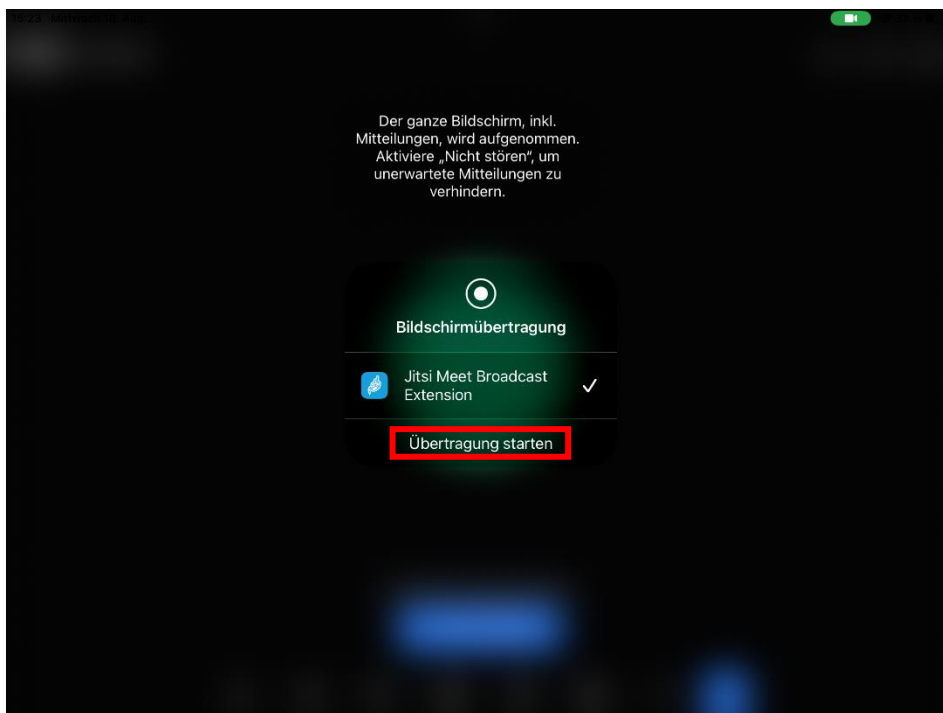 Der ganze Bildschirm, inkl.
Mitteilungen, wird aufgenommen.
Aktiviere „Nicht stören“, um
unerwartete Mitteilungen zu
verhindern.
Bildschirmübertragung
Jitsi Meet Broadcast
Extension
Übertragung starten